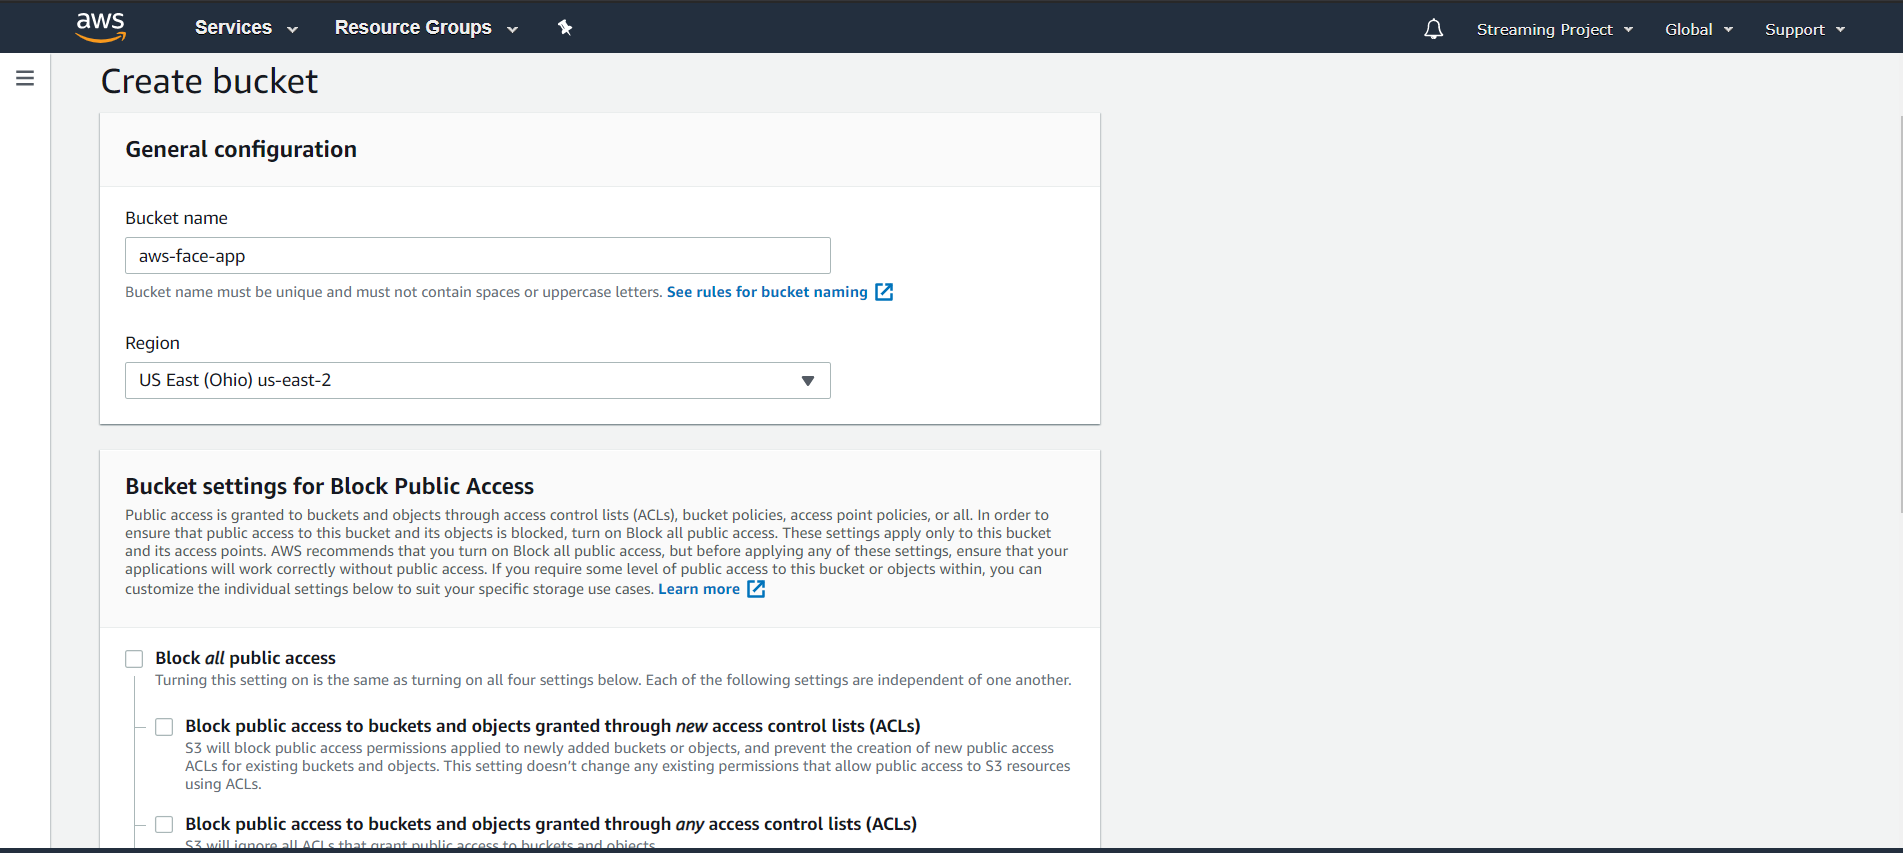 aws Services Resource Groups Streaming Project Global Support
Create bucket
General configuration
Bucket name
aws-face-app
Bucket name must be unique and must not contain spaces or uppercase letters. See rules for bucket naming
Region
US East (Ohio) us-east-2
Bucket settings for Block Public Access
Public access is granted to buckets and objects through access control lists (ACLs), bucket policies, access point policies, or all. In order to
ensure that public access to this bucket and its objects is blocked, turn on Block all public access. These settings apply only to this bucket
and its access points. AWS recommends that you turn on Block all public access, but before applying any of these settings, ensure that your
applications will work correctly without public access. If you require some level of public access to this bucket or objects within, you can
customize the individual settings below to suit your specific storage use cases. Learn more
Block all public access
Turning this setting on is the same as turning on all four settings below. Each of the following settings are independent of one another.
Block public access to buckets and objects granted through new access control lists (ACLs)
S3 will block public access permissions applied to newly added buckets or objects, and prevent the creation of new public access
ACLs for existing buckets and objects. This setting doesn’t change any existing permissions that allow public access to S3 resources
using ACLs.
Block public access to buckets and objects granted through any access control lists (ACLs)
S3 will ignore all ACLs that grant public access to buckets and objects.